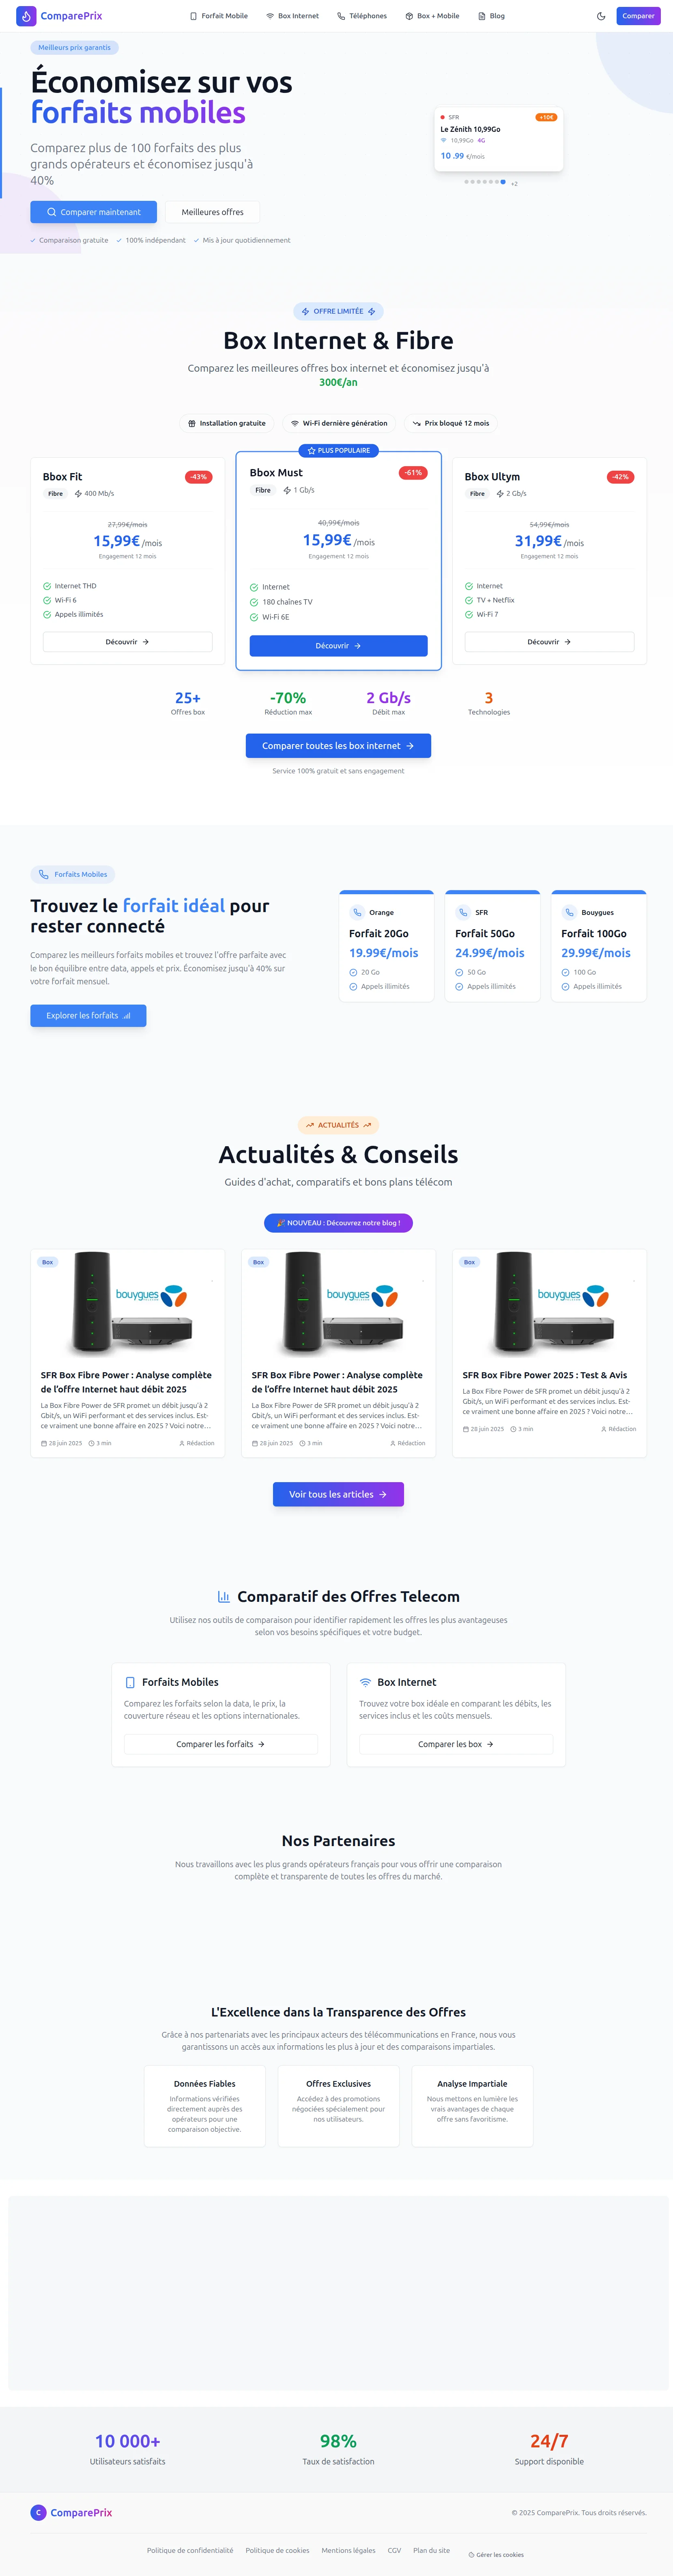 ComparePrix
Forfait Mobile
Box Internet
Téléphones
Box + Mobile
Blog
Comparer
Meilleurs prix garantis
Économisez sur vos
forfaits mobiles
Comparez plus de 100 forfaits des plus
grands opérateurs et économisez jusqu'à
40%
Comparer maintenant
Meilleures offres
Comparaison gratuite
100% indépendant
Mis à jour quotidiennement
SFR
+10€
Le Zénith 10,99Go
10,99Go 4G
10 .99 €/mois
+2
OFFRE LIMITÉE
Box Internet & Fibre
Comparez les meilleures offres box internet et économisez jusqu'à
300€/an
Installation gratuite
Wi-Fi dernière génération
Prix bloqué 12 mois
Bbox Fit
-43%
Fibre
400 Mb/s
27,99€/mois
15,99€ /mois
Engagement 12 mois
Internet THD
Wi-Fi 6
Appels illimités
Découvrir
PLUS POPULAIRE
Bbox Must
-61%
Fibre
1 Gb/s
40,99€/mois
15,99€ /mois
Engagement 12 mois
Internet
180 chaînes TV
Wi-Fi 6E
Découvrir
Bbox Ultym
-42%
Fibre
2 Gb/s
54,99€/mois
31,99€ /mois
Engagement 12 mois
Internet
TV + Netflix
Wi-Fi 7
Découvrir
25+
Offres box
-70%
Réduction max
2 Gb/s
Débit max
3
Technologies
Comparer toutes les box internet
Service 100% gratuit et sans engagement
Forfaits Mobiles
Trouvez le forfait idéal pour
rester connecté
Comparez les meilleurs forfaits mobiles et trouvez l'offre parfaite avec
le bon équilibre entre data, appels et prix. Économisez jusqu'à 40% sur
votre forfait mensuel.
Explorer les forfaits
Orange
Forfait 20Go
19.99€/mois
20 Go
Appels illimités
SFR
Forfait 50Go
24.99€/mois
50 Go
Appels illimités
Bouygues
Forfait 100Go
29.99€/mois
100 Go
Appels illimités
ACTUALITÉS
Actualités & Conseils
Guides d'achat, comparatifs et bons plans télécom
🎉 NOUVEAU : Découvrez notre blog !
Box
bouygues
SFR Box Fibre Power : Analyse complète
de l'offre Internet haut débit 2025
La Box Fibre Power de SFR promet un débit jusqu'à 2
Gbit/s, un WiFi performant et des services inclus. Est-
ce vraiment une bonne affaire en 2025 ? Voici notre…
28 juin 2025
3 min
Rédaction
Box
bouygues
SFR Box Fibre Power : Analyse complète
de l'offre Internet haut débit 2025
La Box Fibre Power de SFR promet un débit jusqu'à 2
Gbit/s, un WiFi performant et des services inclus. Est-
ce vraiment une bonne affaire en 2025 ? Voici notre…
28 juin 2025
3 min
Rédaction
Box
bouygues
SFR Box Fibre Power 2025 : Test & Avis
La Box Fibre Power de SFR promet un débit jusqu'à 2
Gbit/s, un WiFi performant et des services inclus. Est-
ce vraiment une bonne affaire en 2025 ? Voici notre…
28 juin 2025
3 min
Rédaction
Voir tous les articles
Comparatif des Offres Telecom
Utilisez nos outils de comparaison pour identifier rapidement les offres les plus avantageuses
selon vos besoins spécifiques et votre budget.
Forfaits Mobiles
Comparez les forfaits selon la data, le prix, la
couverture réseau et les options internationales.
Comparer les forfaits
Box Internet
Trouvez votre box idéale en comparant les débits, les
services inclus et les coûts mensuels.
Comparer les box
Nos Partenaires
Nous travaillons avec les plus grands opérateurs français pour vous offrir une comparaison
complète et transparente de toutes les offres du marché.
L'Excellence dans la Transparence des Offres
Grâce à nos partenariats avec les principaux acteurs des télécommunications en France, nous vous
garantissons un accès aux informations les plus à jour et des comparaisons impartiales.
Données Fiables
Informations vérifiées
directement auprès des
opérateurs pour une
comparaison objective.
Offres Exclusives
Accédez à des promotions
négociées spécialement pour
nos utilisateurs.
Analyse Impartiale
Nous mettons en lumière les
vrais avantages de chaque
offre sans favoritisme.
10 000+
Utilisateurs satisfaits
98%
Taux de satisfaction
24/7
Support disponible
C ComparePrix
© 2025 ComparePrix. Tous droits réservés.
Politique de confidentialité
Politique de cookies
Mentions légales
CGV
Plan du site
Gérer les cookies